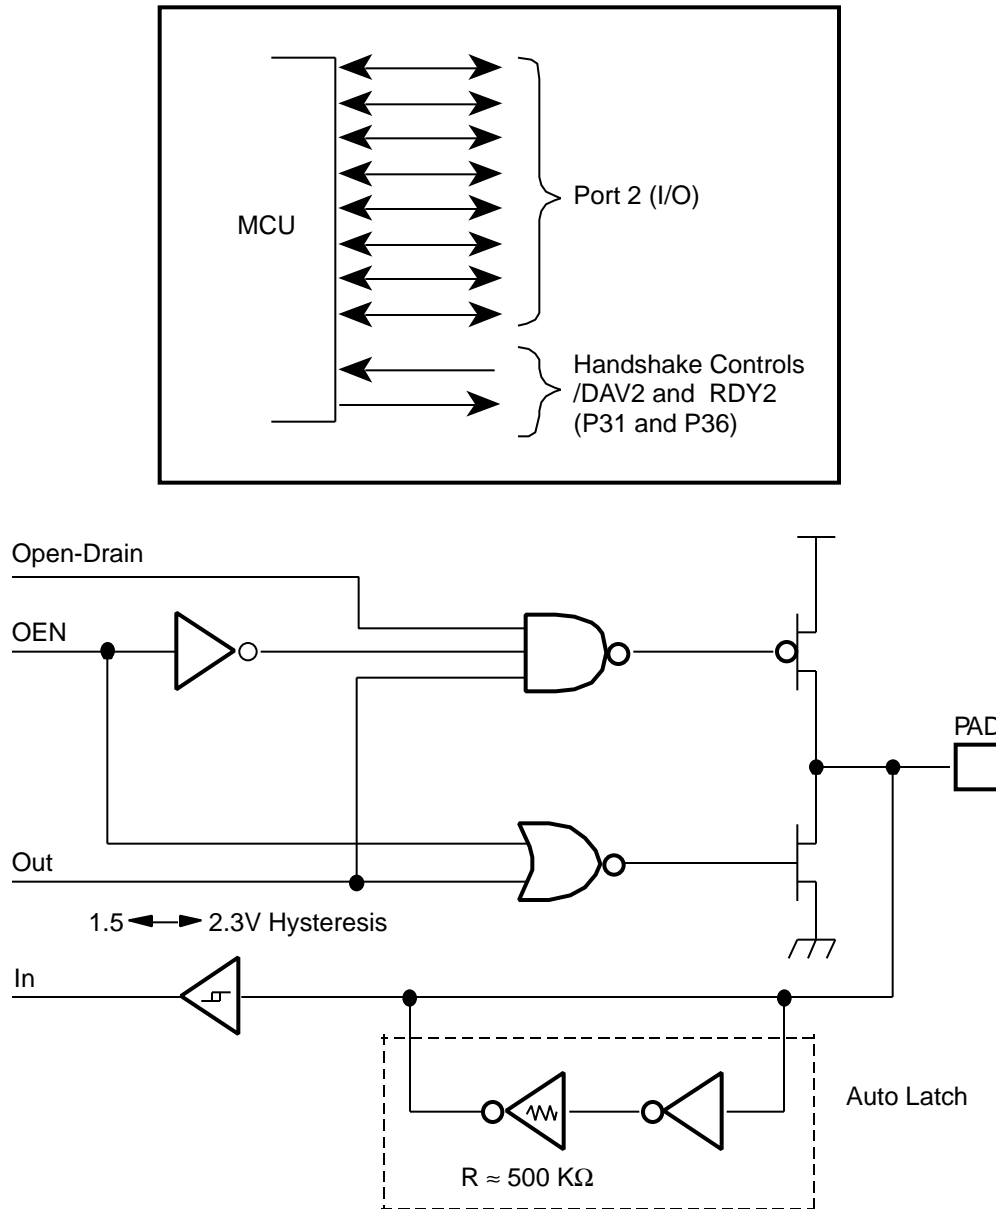 MCU
Port 2 (I/O)
Handshake Controls
/DAV2 and RDY2
(P31 and P36)
Open-Drain
OEN
PAD
Out
1.5 2.3V Hysteresis
In
Auto Latch
R ≈ 500 KΩ